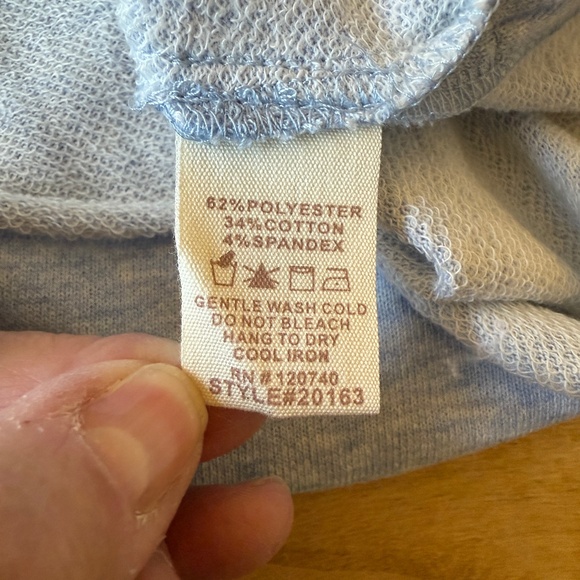 62%POLYESTER
34%COTTON
4%SPANDEX
GENTLE WASH COLD
DO NOT BLEACH
HANG TO DRY
COOL IRON
RN # 120740
STYLE#20163